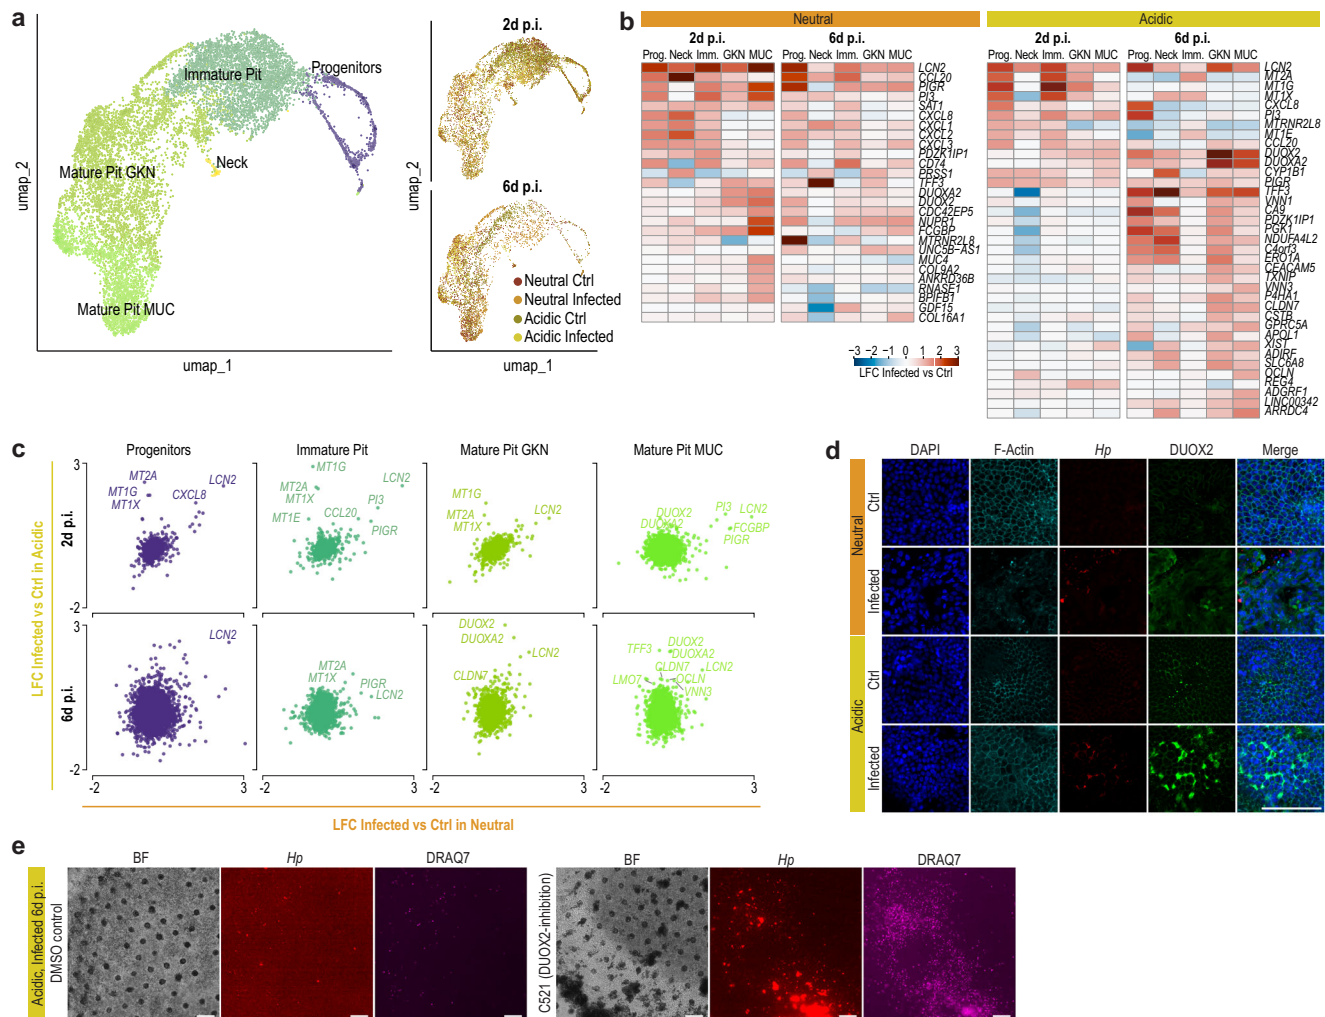 a
umap_2
umap_1
Immature Pit
Progenitors
Neck
Mature Pit GKN
Mature Pit MUC
2d p.i.
6d p.i.
umap_2
umap_1
Neutral Ctrl
Neutral Infected
Acidic Ctrl
Acidic Infected
b
Neutral
2d p.i. 6d p.i.
Prog. Neck Imm. GKN MUC Prog. Neck Imm. GKN MUC
LCN2
CCL20
PIGR
PI3
SAT1
CXCL8
CXCL1
CXCL2
CXCL3
PDZK1IP1
CD74
PRSS1
TFF3
DUOXA2
DUOX2
CDC42EP5
NUPR1
FCGBP
MTRNR2L8
UNC5B-AS1
MUC4
COL9A2
ANKRD36B
RNASE1
BPIFB1
GDF15
COL16A1
-3 -2 -1 0 1 2 3
LFC Infected vs Ctrl
Acidic
2d p.i. 6d p.i.
Prog. Neck Imm. GKN MUC Prog. Neck Imm. GKN MUC
LCN2
MT2A
MT1G
MT1X
CXCL8
PI3
MTRNR2L8
MT1E
CCL20
DUOX2
DUOXA2
CYP1B1
PIGR
TFF3
VNN1
CA9
PDZK1IP1
PGK1
NDUFA4L2
C4orf3
ERO1A
CEACAM5
TXNIP
VNN3
P4HA1
CLDN7
CSTB
GPRC5A
APOL1
XIST
ADIRF
SLC6A8
OCLN
REG4
ADGRF1
LINC00342
ARRDC4
c
Progenitors Immature Pit Mature Pit GKN Mature Pit MUC
LFC Infected vs Ctrl in Acidic
2d p.i.
3
-2
MT2A
LCN2
MT1G
CXCL8
MT1X
MT1G
MT2A
LCN2
MT1X
PI3
MT1E
CCL20
PIGR
MT1G
MT2A
LCN2
MT1X
DUOX2
PI3
LCN2
DUOXA2
FCGBP
PIGR
6d p.i.
3
-2
LCN2
MT2A
MT1X
PIGR
LCN2
DUOX2
DUOXA2
LCN2
CLDN7
TFF3
DUOX2
DUOXA2
CLDN7
LCN2
LMO7
OCLN
VNN3
-2 3 -2 3 -2 3 -2 3
LFC Infected vs Ctrl in Neutral
d
DAPI F-Actin Hp DUOX2 Merge
Neutral
Ctrl
Infected
Acidic
Ctrl
Infected
e
BF Hp DRAQ7
Acidic, Infected 6d p.i.
DMSO control
BF Hp DRAQ7
C521 (DUOX2-inhibition)